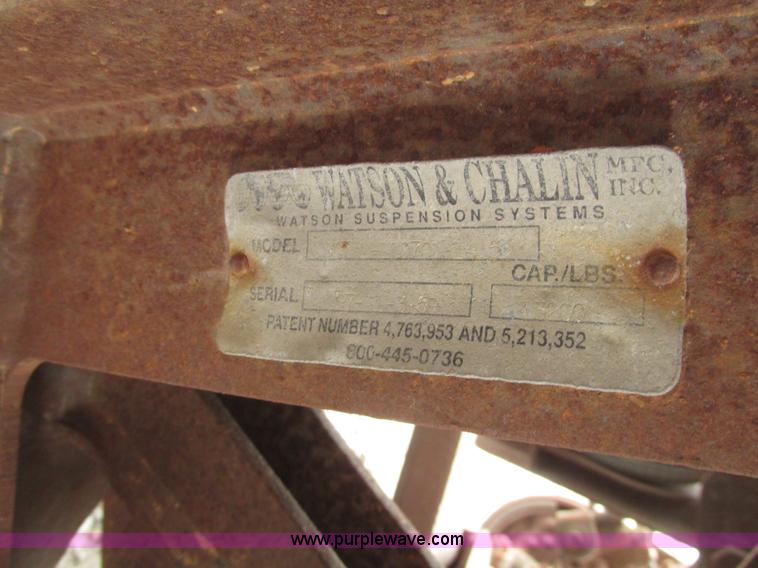 WATSON & CHALIN MFG. INC.
WATSON SUSPENSION SYSTEMS
MODEL
CAP./LBS.
SERIAL
PATENT NUMBER 4,763,953 AND 5,213,352
800-445-0736
www.purplewave.com